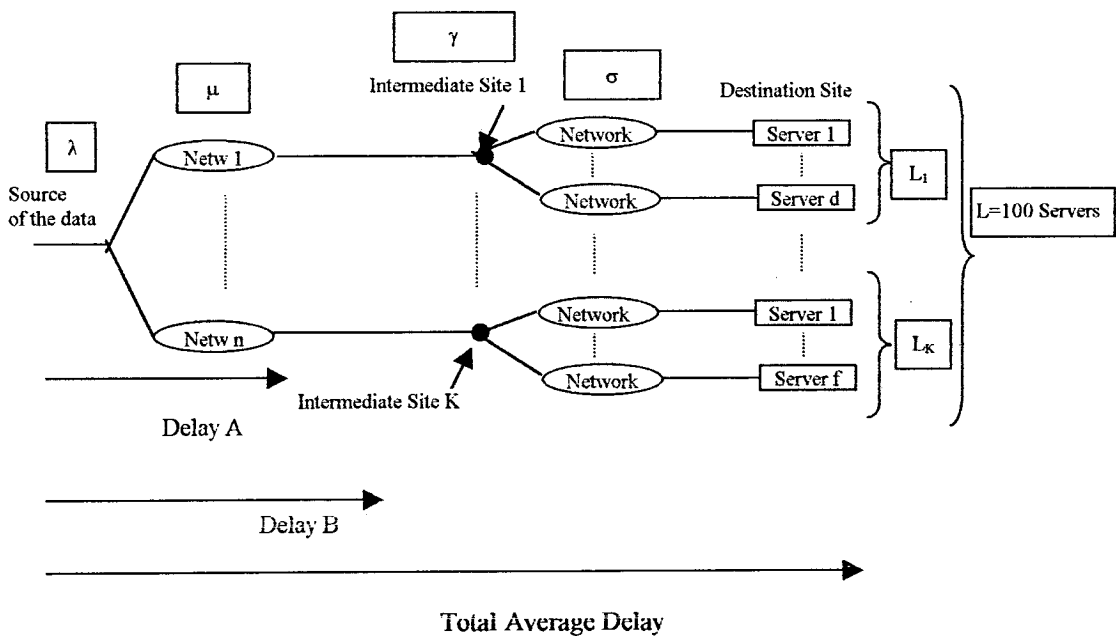 γ
μ
Intermediate Site 1
σ
Destination Site
λ
Netw 1
Network
Server 1
L1
Source
of the data
Network
Server d
L=100 Servers
Netw n
Network
Server 1
LK
Network
Server f
Intermediate Site K
Delay A
Delay B
Total Average Delay